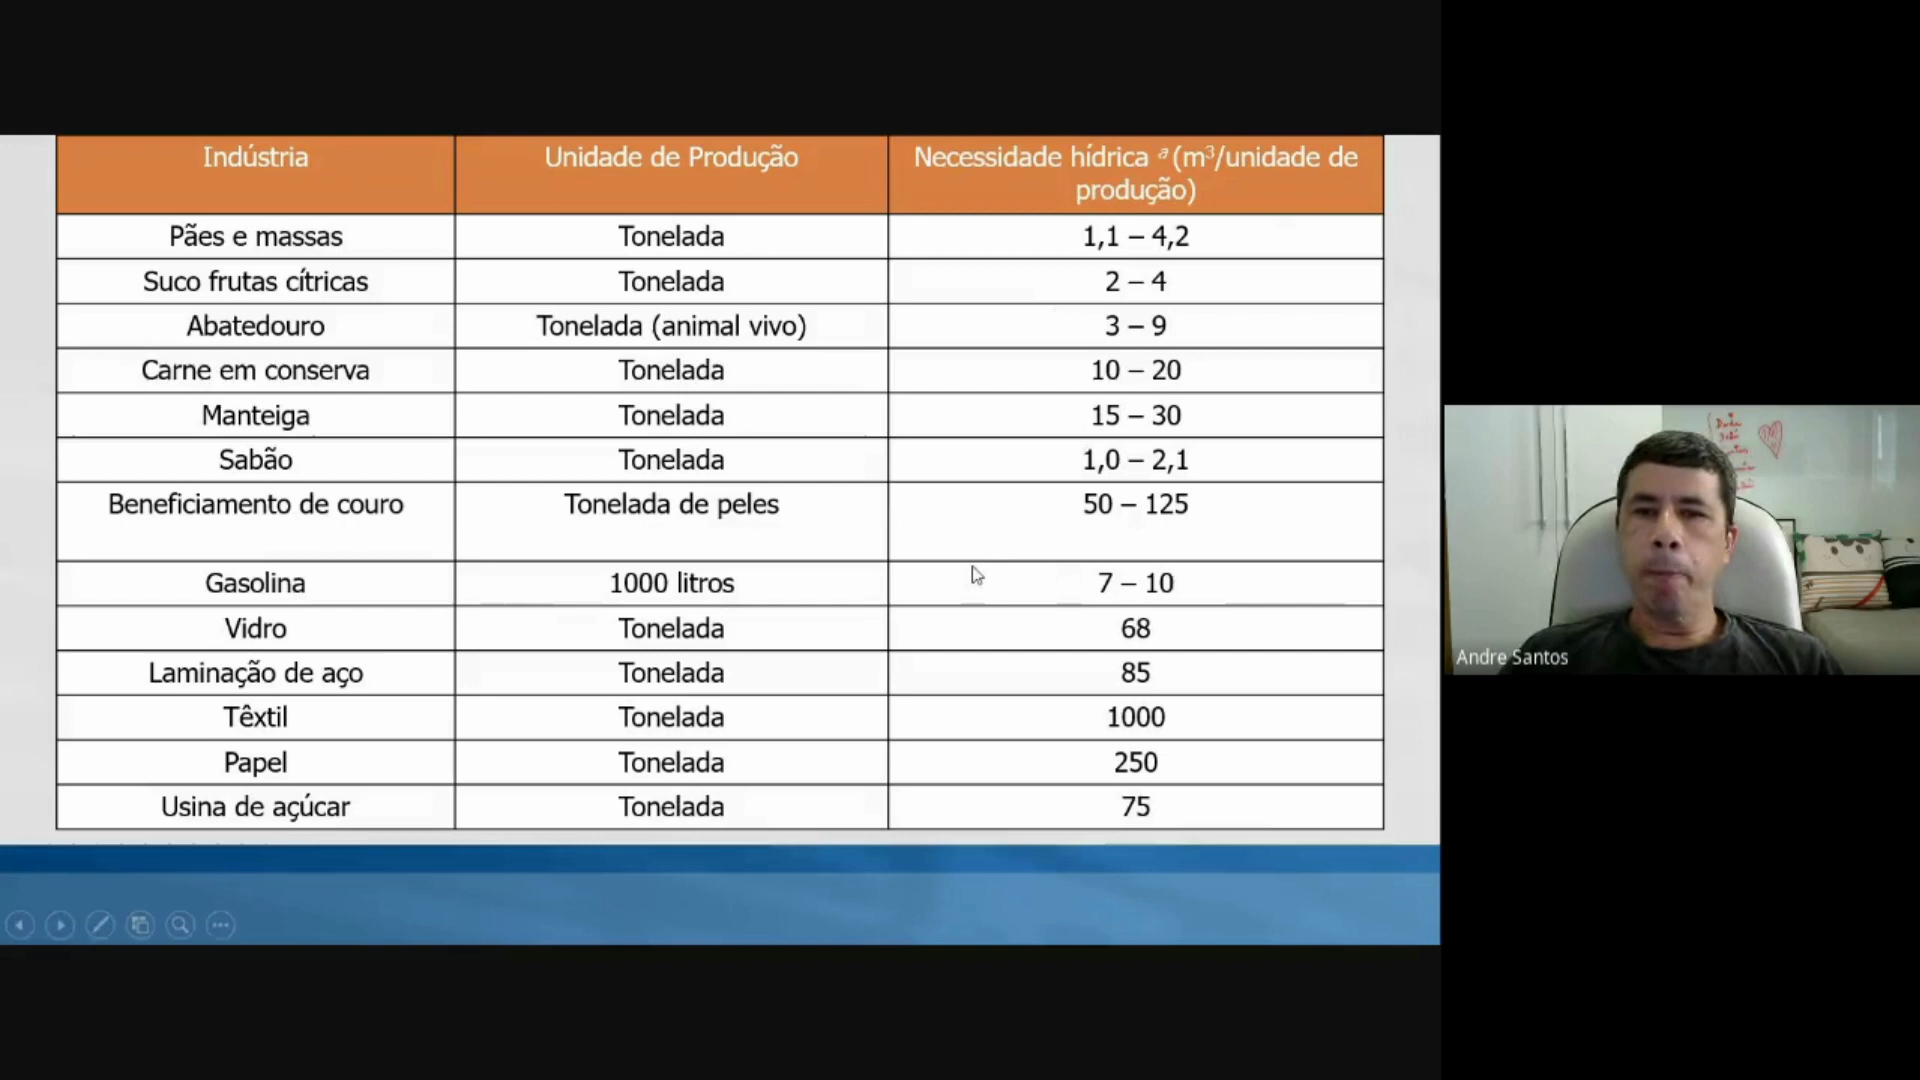 Indústria Unidade de Produção Necessidade hídrica ª (m³/unidade de
produção)
Pães e massas Tonelada 1,1 – 4,2
Suco frutas cítricas Tonelada 2 – 4
Abatedouro Tonelada (animal vivo) 3 – 9
Carne em conserva Tonelada 10 – 20
Manteiga Tonelada 15 – 30
Sabão Tonelada 1,0 – 2,1
Beneficiamento de couro Tonelada de peles 50 – 125
Gasolina 1000 litros 7 – 10
Vidro Tonelada 68
Laminação de aço Tonelada 85
Têxtil Tonelada 1000
Papel Tonelada 250
Usina de açúcar Tonelada 75
Andre Santos